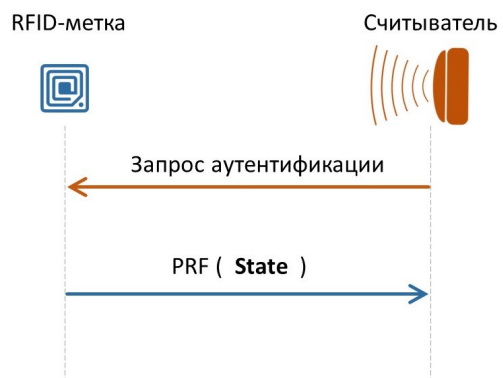 RFID-метка
Считыватель
Запрос аутентификации
PRF ( State )